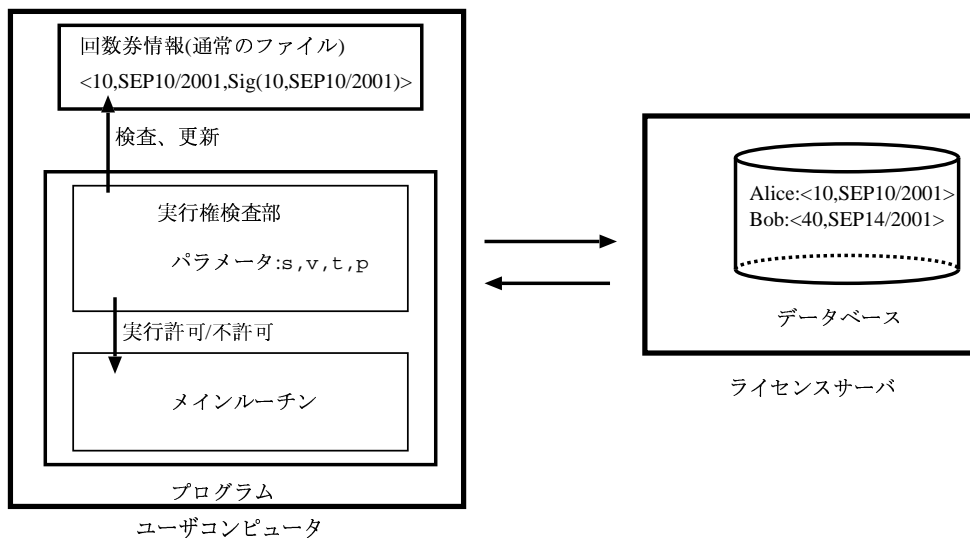 回数券情報(通常のファイル)
<10,SEP10/2001,Sig(10,SEP10/2001)>
検査、更新
実行権検査部
パラメータ:s,v,t,p
実行許可/不許可
メインルーチン
プログラム
ユーザコンピュータ
Alice:<10,SEP10/2001>
Bob:<40,SEP14/2001>
データベース
ライセンスサーバ